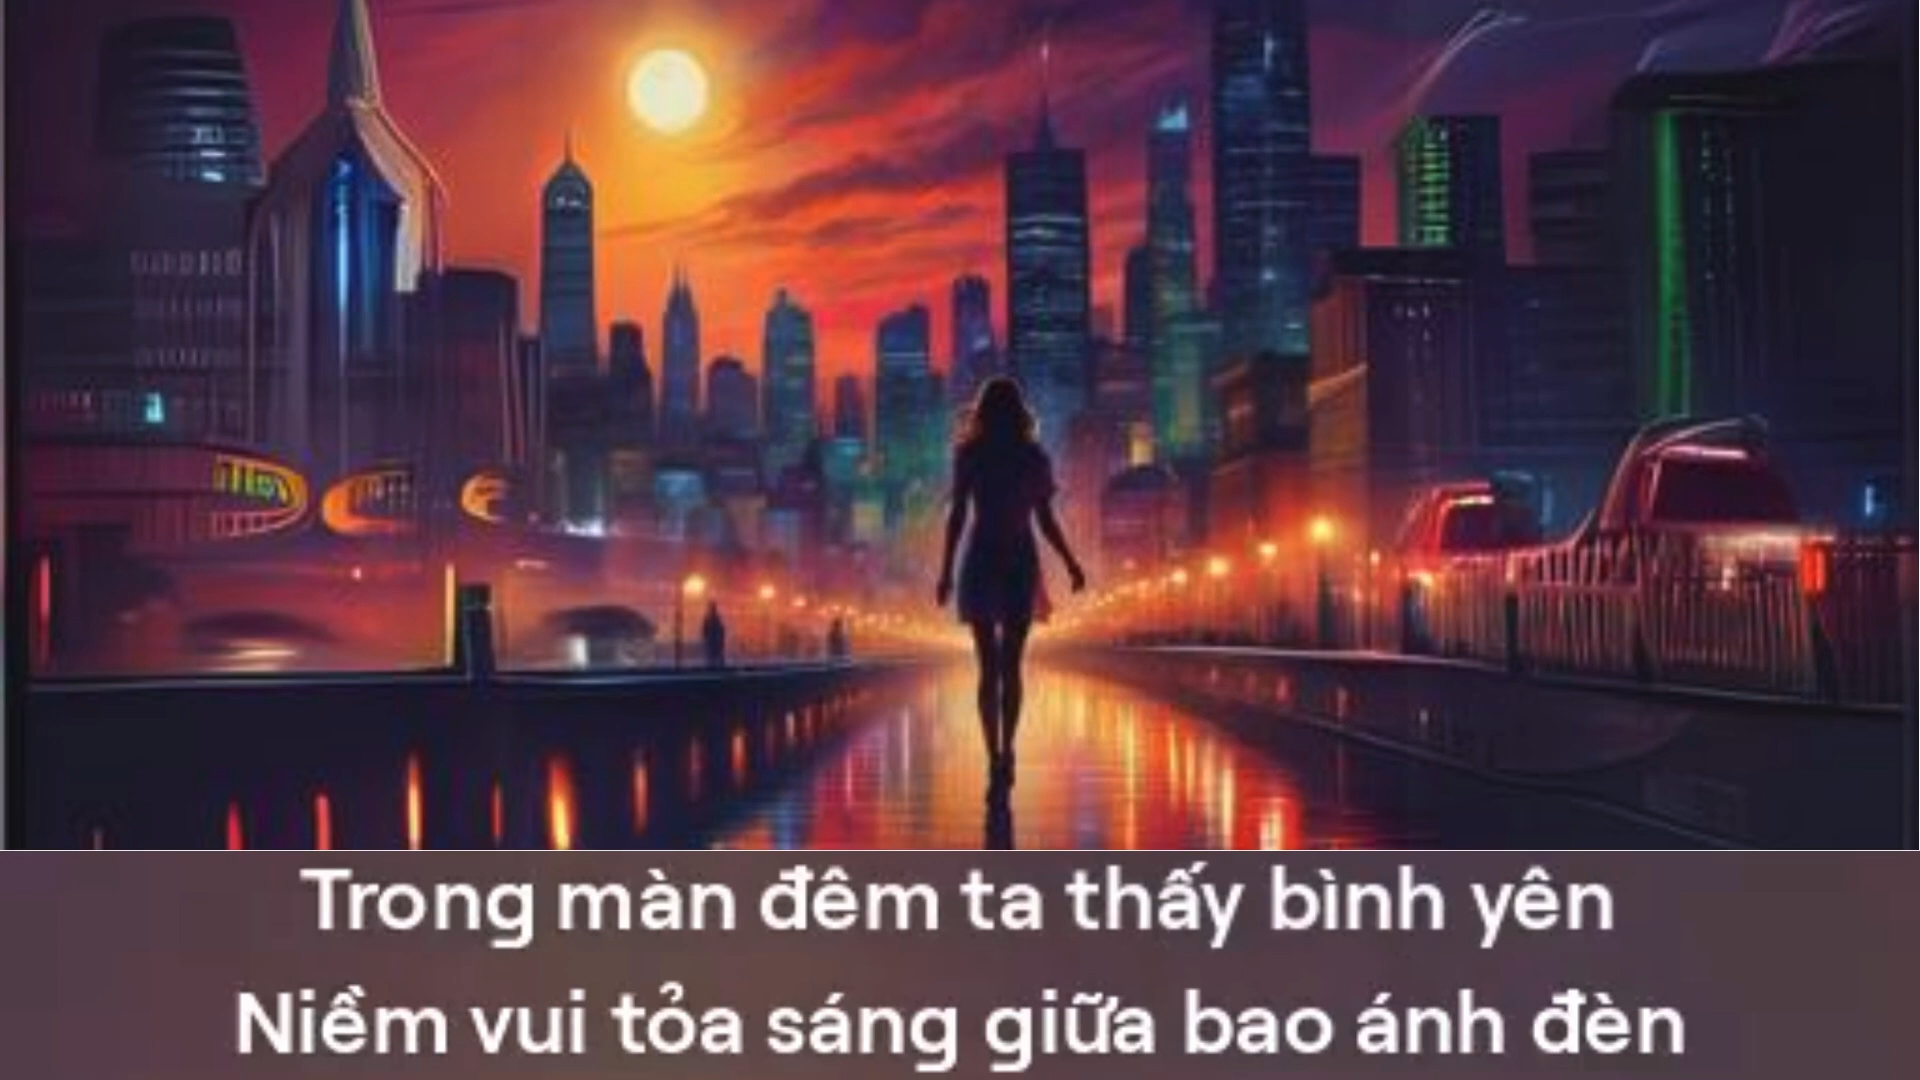 Trong màn đêm ta thấy bình yên
Niềm vui tỏa sáng giữa bao ánh đèn